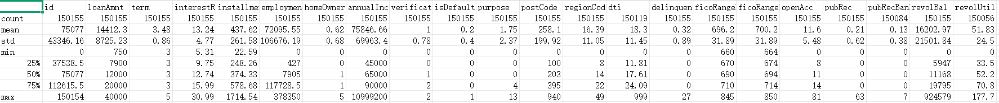 id loanAmnt term interestR installme employmen homeOwner annualInc verificat isDefault purpose postCode regionCod dti delinquen ficoRangeL ficoRangel openAcc pubRec pubRecBan revolBal revolUtil
count 150155 150155 150155 150155 150155 150155 150155 150155 150155 150155 150155 150155 150155 150119 150155 150155 150155 150155 150155 150084 150155 150056
mean 75077 14412.3 3.48 13.24 437.62 72095.55 0.62 75846.66 1 0.2 1.75 258.1 16.39 18.3 0.32 696.2 700.2 11.6 0.21 0.13 16202.97 51.83
std 43346.16 8725.23 0.86 4.77 261.58 106676.19 0.68 69963.4 0.78 0.4 2.37 199.92 11.05 11.45 0.89 31.89 31.89 5.48 0.62 0.38 21501.84 24.5
min 0 750 3 5.31 22.59 0 0 0 0 0 0 0 0 0 0 660 664 0 0 0 0 0
25% 37538.5 7900 3 9.75 248.26 427 0 45000 0 0 0 100 8 11.81 0 670 674 8 0 0 5947 33.5
50% 75077 12000 3 12.74 374.33 7905 1 65000 1 0 0 203 14 17.61 0 690 694 11 0 0 11168 52.2
75% 112615.5 20000 3 15.99 578.68 117728.5 1 90000 2 0 4 395 22 24.09 0 710 714 14 0 0 19795 70.8
max 150154 40000 5 30.99 1714.54 378350 5 10999200 2 1 13 940 49 999 27 845 850 81 63 7 924579 177.7